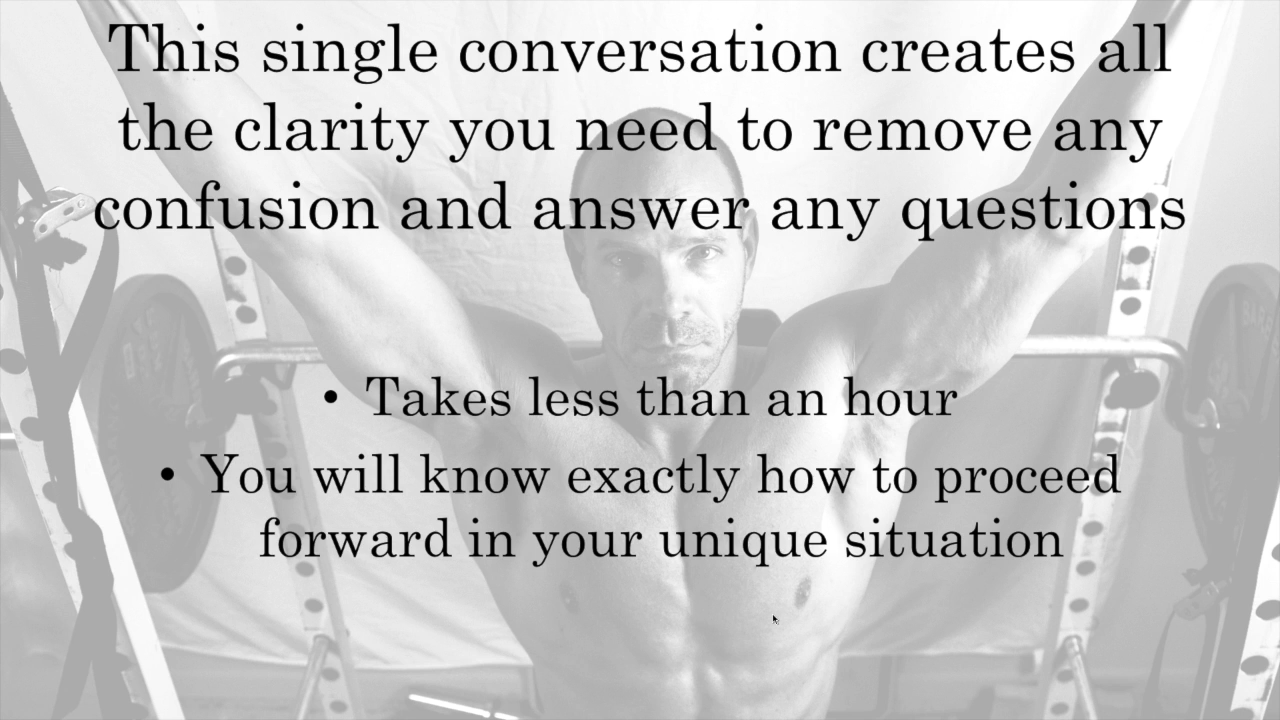 This single conversation creates all
the clarity you need to remove any
confusion and answer any questions
• Takes less than an hour
• You will know exactly how to proceed
forward in your unique situation